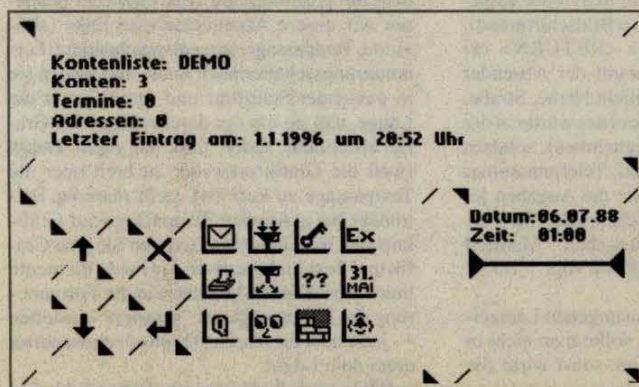 Kontenliste: DEMO
Konten: 3
Termine: 0
Adressen: 0
Letzter Eintrag am: 1.1.1996 um 20:52 Uhr
Datum:06.07.88
Zeit: 01:00
Ex
??
31
MAI
Q